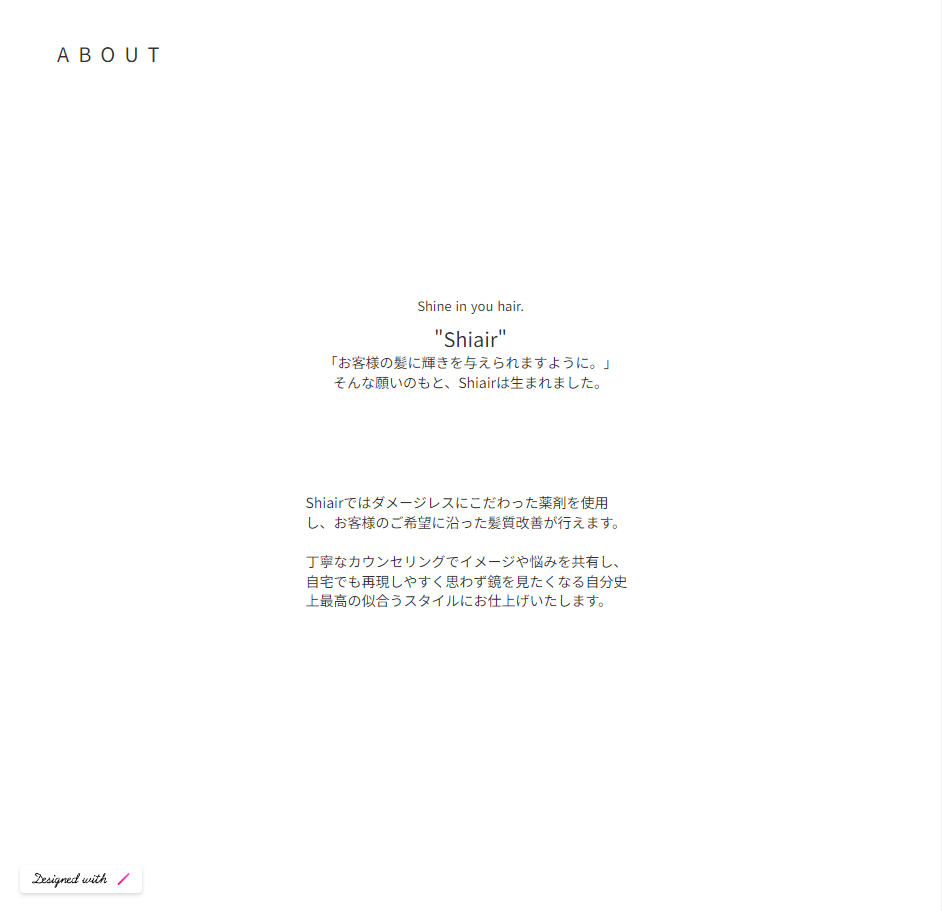 ABOUT
Shine in you hair.
"Shiair"
「お客様の髪に輝きを与えられますように。」
そんな願いのもと、Shiairは生まれました。
Shiairではダメージレスにこだわった薬剤を使用
し、お客様のご希望に沿った髪質改善が行えます。
丁寧なカウンセリングでイメージや悩みを共有し、
自宅でも再現しやすく思わず鏡を見たくなる自分史
上最高の似合うスタイルにお仕上げいたします。
Designed with